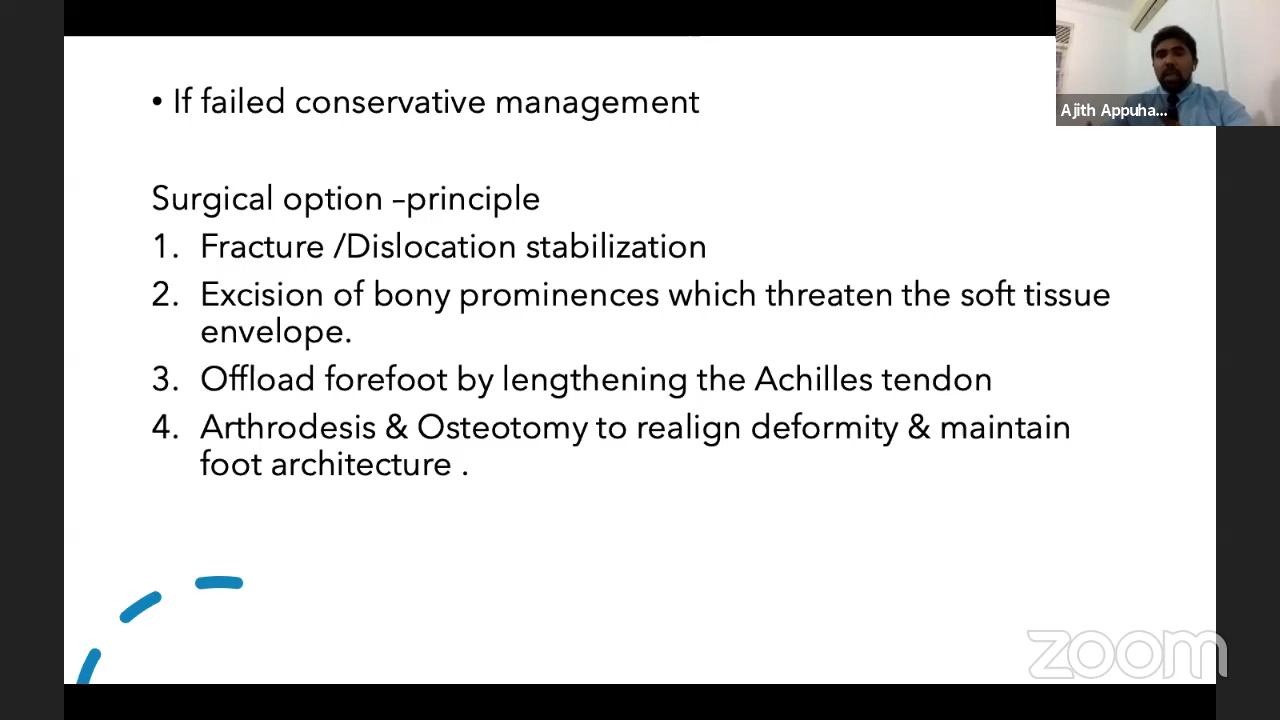 • If failed conservative management
Ajith Appuha...
Surgical option –principle
1. Fracture /Dislocation stabilization
2. Excision of bony prominences which threaten the soft tissue
envelope.
3. Offload forefoot by lengthening the Achilles tendon
4. Arthrodesis & Osteotomy to realign deformity & maintain
foot architecture .
zoom